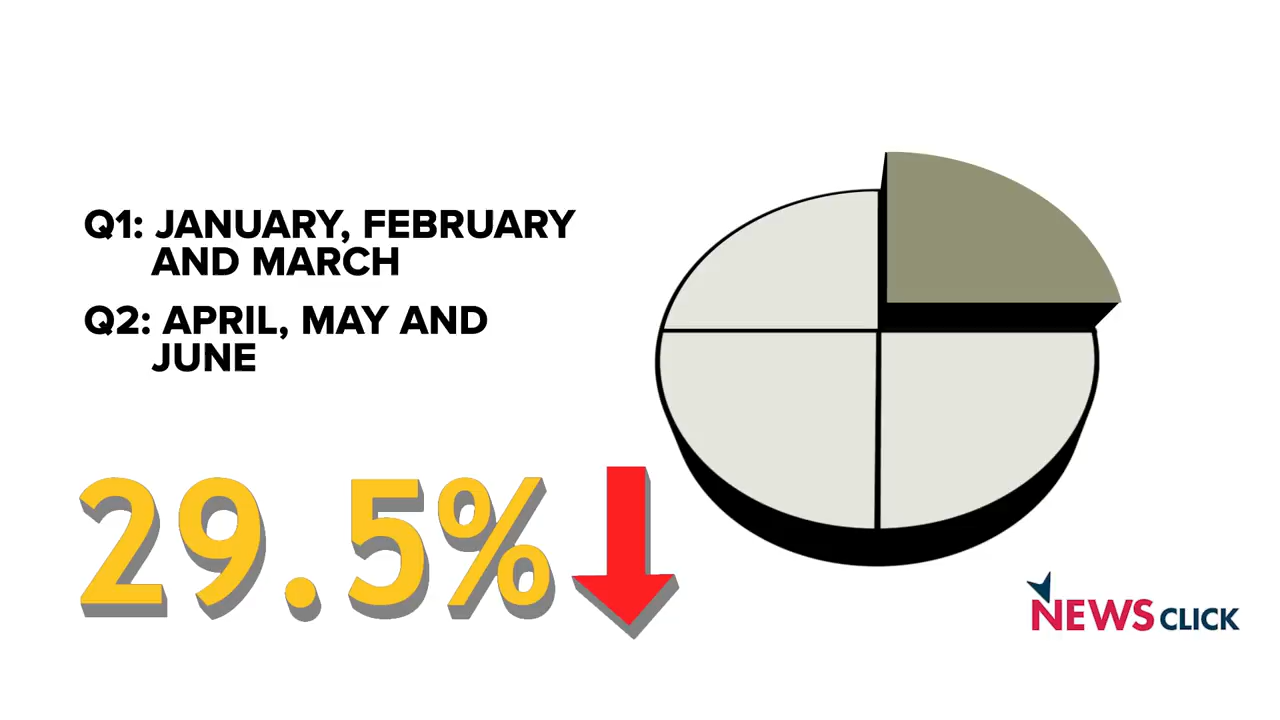 Q1: JANUARY, FEBRUARY
AND MARCH
Q2: APRIL, MAY AND
JUNE
29.5%
NEWSCLICK